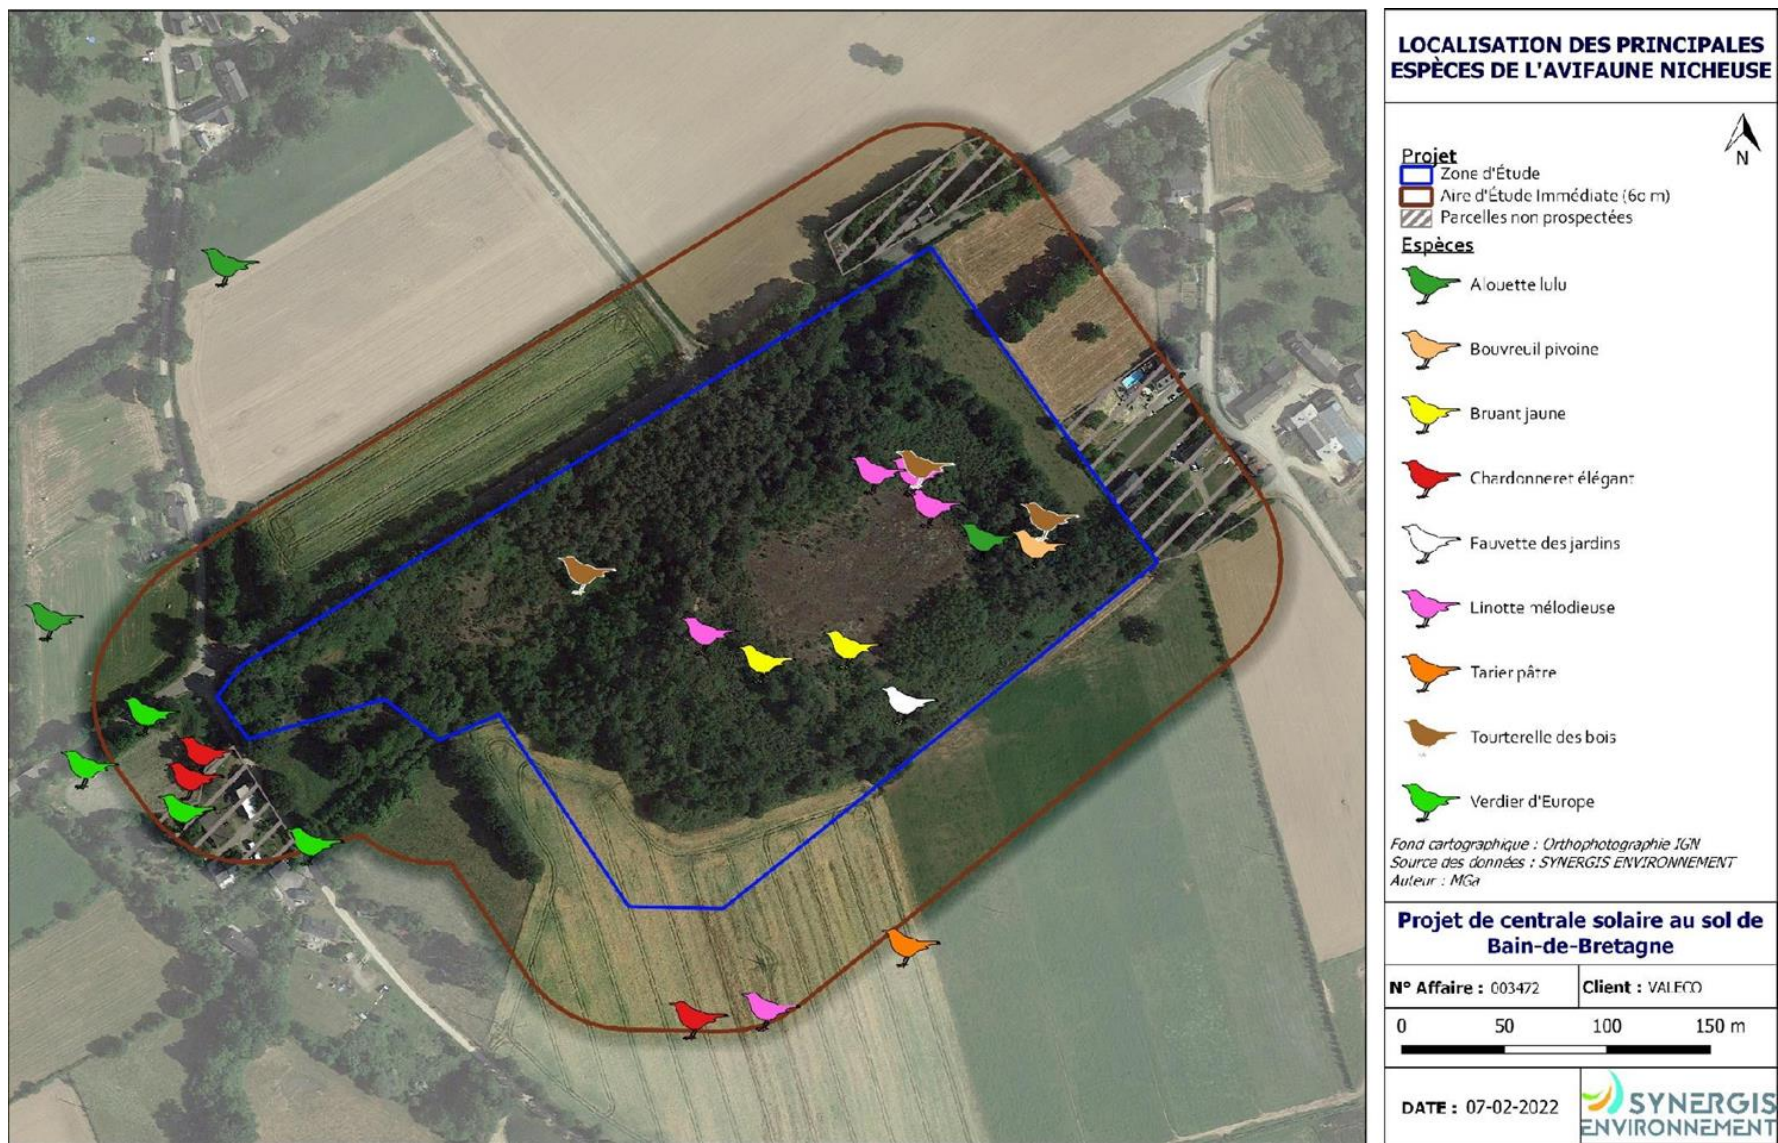 LOCALISATION DES PRINCIPALES
ESPÈCES DE L'AVIFAUNE NICHEUSE
N
Projet
Zone d'Étude
Aire d'Étude Immédiate (60 m)
Parcelles non prospectées
Espèces
Alouette lulu
Bouvreuil pivoine
Bruant jaune
Chardonneret élégant
Fauvette des jardins
Linotte mélodieuse
Tarier pâtre
Tourterelle des bois
Verdier d'Europe
Fond cartographique : Orthophotographie IGN
Source des données : SYNERGIS ENVIRONNEMENT
Auteur : MGa
Projet de centrale solaire au sol de
Bain-de-Bretagne
N° Affaire : 003472 Client : VALECO
0 50 100 150 m
DATE : 07-02-2022
SYNERGIS
ENVIRONNEMENT